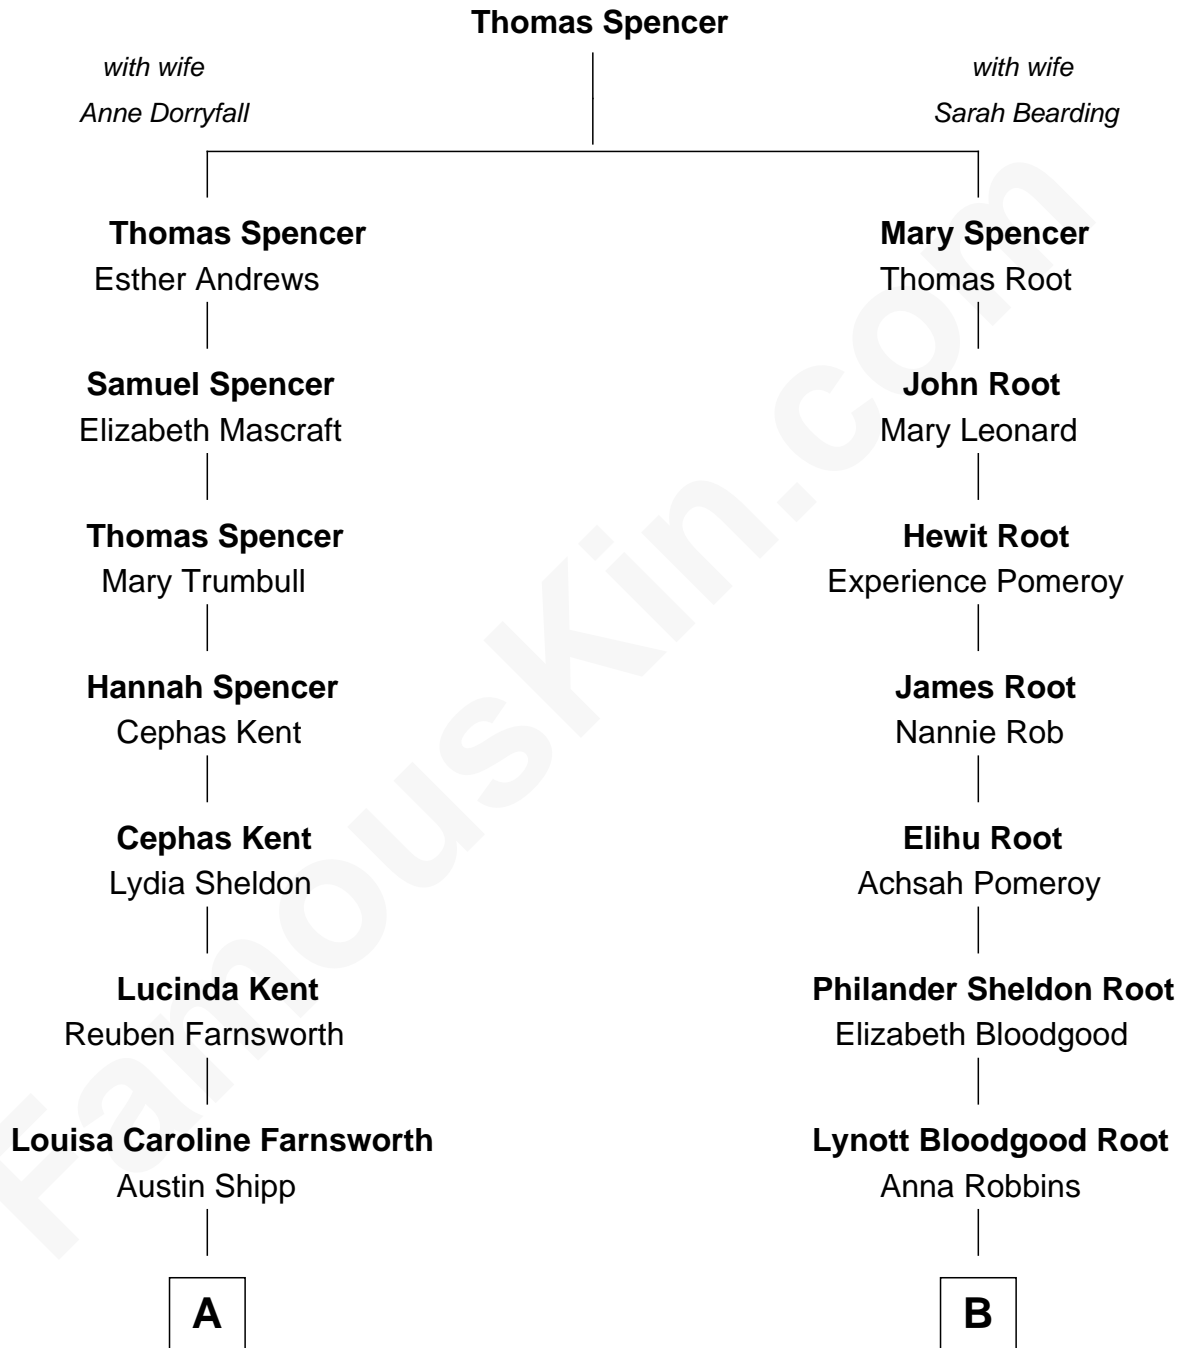 Thomas Spencer
with wife
Anne Dorryfall
with wife
Sarah Bearding
Thomas Spencer
Esther Andrews
Mary Spencer
Thomas Root
Samuel Spencer
Elizabeth Mascraft
John Root
Mary Leonard
Thomas Spencer
Mary Trumbull
Hewit Root
Experience Pomeroy
Hannah Spencer
Cephas Kent
James Root
Nannie Rob
Cephas Kent
Lydia Sheldon
Elihu Root
Achsah Pomeroy
Lucinda Kent
Reuben Farnsworth
Philander Sheldon Root
Elizabeth Bloodgood
Louisa Caroline Farnsworth
Austin Shipp
Lynott Bloodgood Root
Anna Robbins
A
B
FamousKin.com